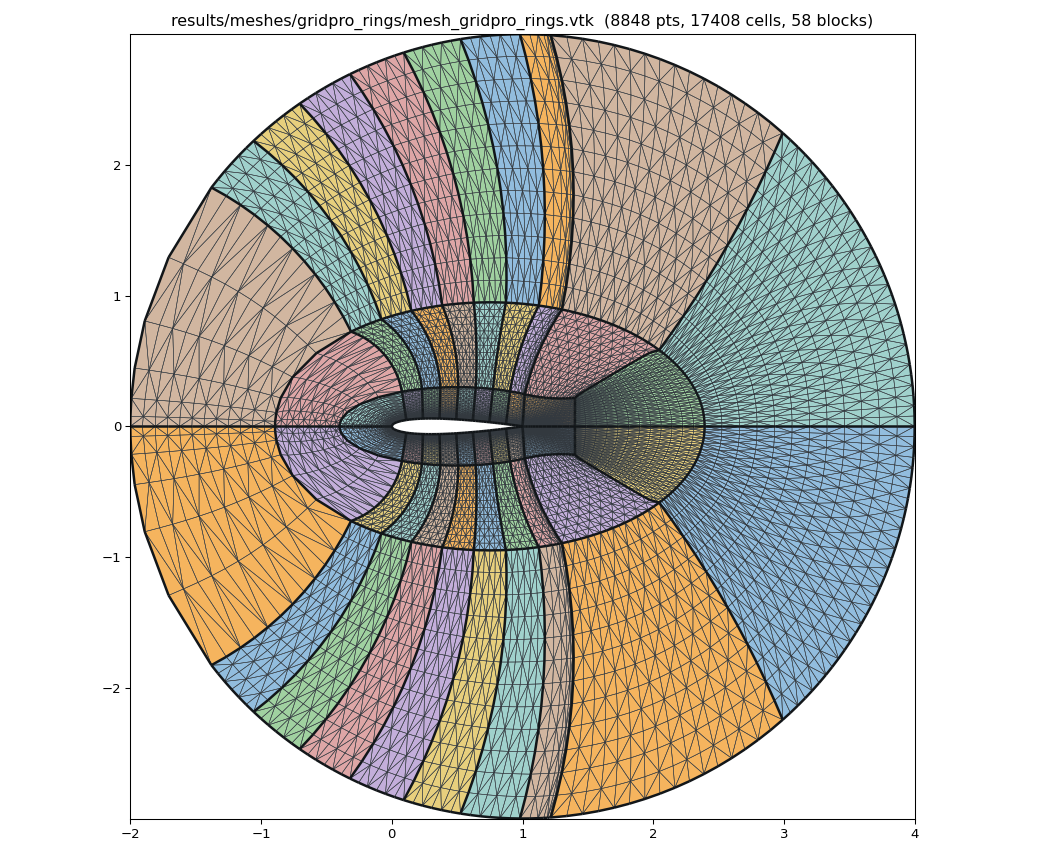 results/meshes/gridpro_rings/mesh_gridpro_rings.vtk (8848 pts, 17408 cells, 58 blocks)
2
1
0
−1
−2
−2 −1 0 1 2 3 4